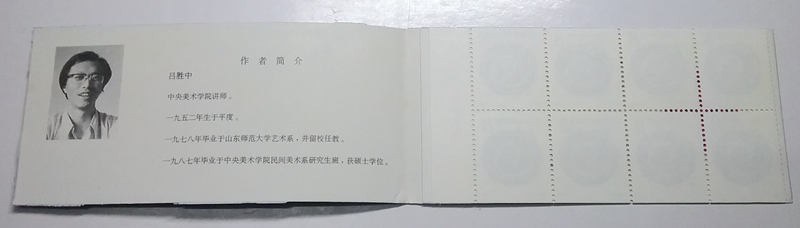 作者简介
吕胜中
中央美术学院讲师。
一九五二年生于平度。
一九七八年毕业于山东师范大学艺术系，并留校任教。
一九八七年毕业于中央美术学院民间美术系研究生班，获硕士学位。